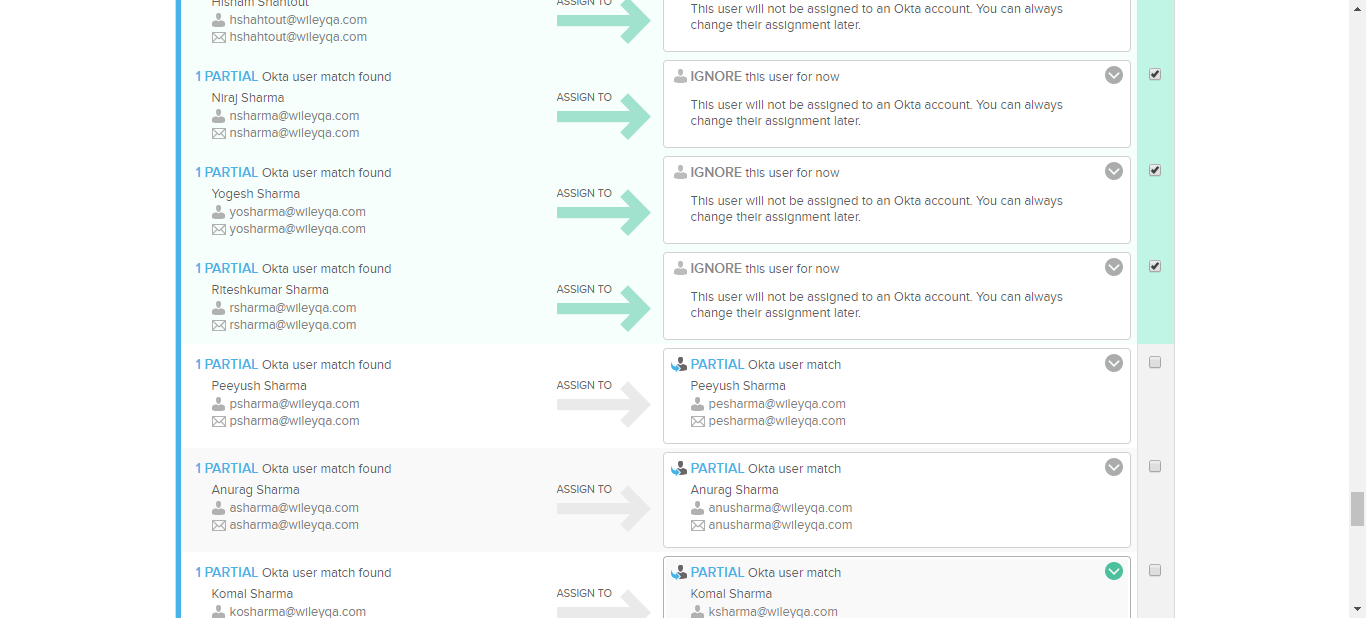 Hisham Shahtout
hshahtout@wileyqa.com
hshahtout@wileyqa.com
ASSIGN TO
This user will not be assigned to an Okta account. You can always
change their assignment later.
1 PARTIAL Okta user match found
Niraj Sharma
nsharma@wileyqa.com
nsharma@wileyqa.com
ASSIGN TO
IGNORE this user for now
This user will not be assigned to an Okta account. You can always
change their assignment later.
1 PARTIAL Okta user match found
Yogesh Sharma
yosharma@wileyqa.com
yosharma@wileyqa.com
ASSIGN TO
IGNORE this user for now
This user will not be assigned to an Okta account. You can always
change their assignment later.
1 PARTIAL Okta user match found
Riteshkumar Sharma
rsharma@wileyqa.com
rsharma@wileyqa.com
ASSIGN TO
IGNORE this user for now
This user will not be assigned to an Okta account. You can always
change their assignment later.
1 PARTIAL Okta user match found
Peeyush Sharma
psharma@wileyqa.com
psharma@wileyqa.com
ASSIGN TO
PARTIAL Okta user match
Peeyush Sharma
pesharma@wileyqa.com
pesharma@wileyqa.com
1 PARTIAL Okta user match found
Anurag Sharma
asharma@wileyqa.com
asharma@wileyqa.com
ASSIGN TO
PARTIAL Okta user match
Anurag Sharma
anusharma@wileyqa.com
anusharma@wileyqa.com
1 PARTIAL Okta user match found
Komal Sharma
kosharma@wileyqa.com
ASSIGN TO
PARTIAL Okta user match
Komal Sharma
ksharma@wileyqa.com